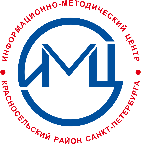 ИНФОРМАЦИОННО-МЕТОДИЧЕСКИЙ ЦЕНТР
ИМЦ
КРАСНОСЕЛЬСКИЙ РАЙОН САНКТ-ПЕТЕРБУРГА